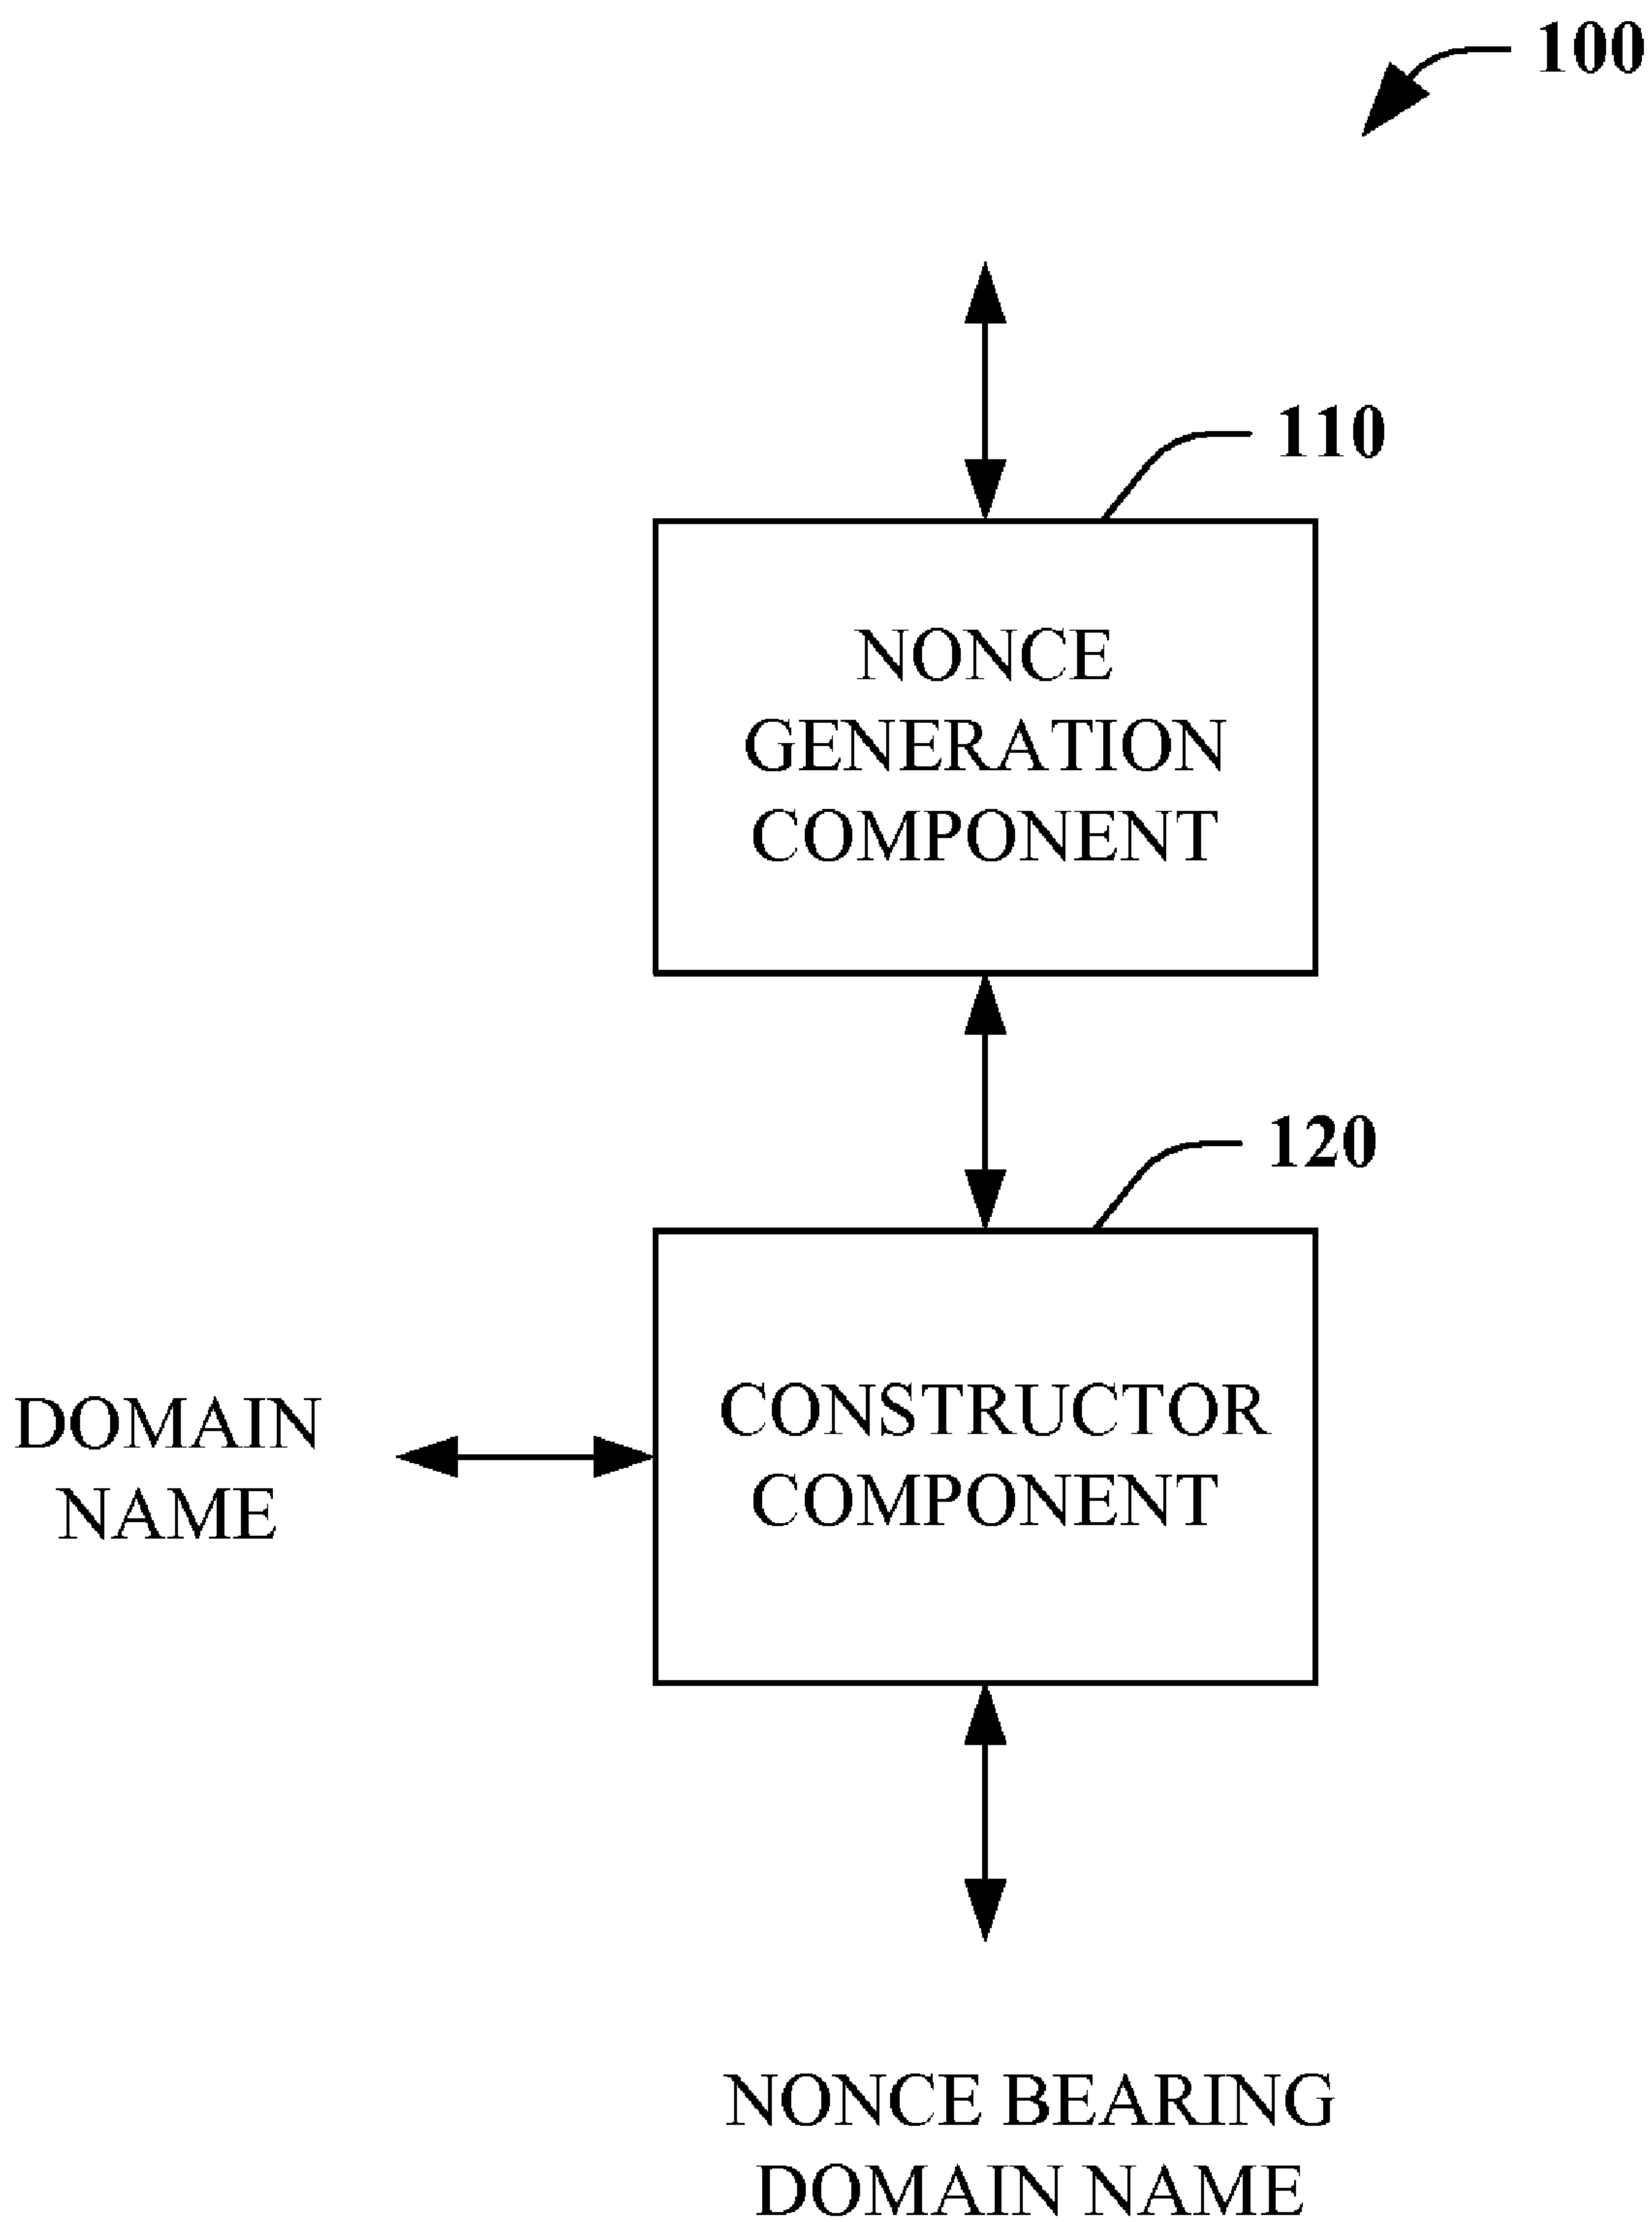 100
110
NONCE
GENERATION
COMPONENT
120
CONSTRUCTOR
COMPONENT
DOMAIN
NAME
NONCE BEARING
DOMAIN NAME